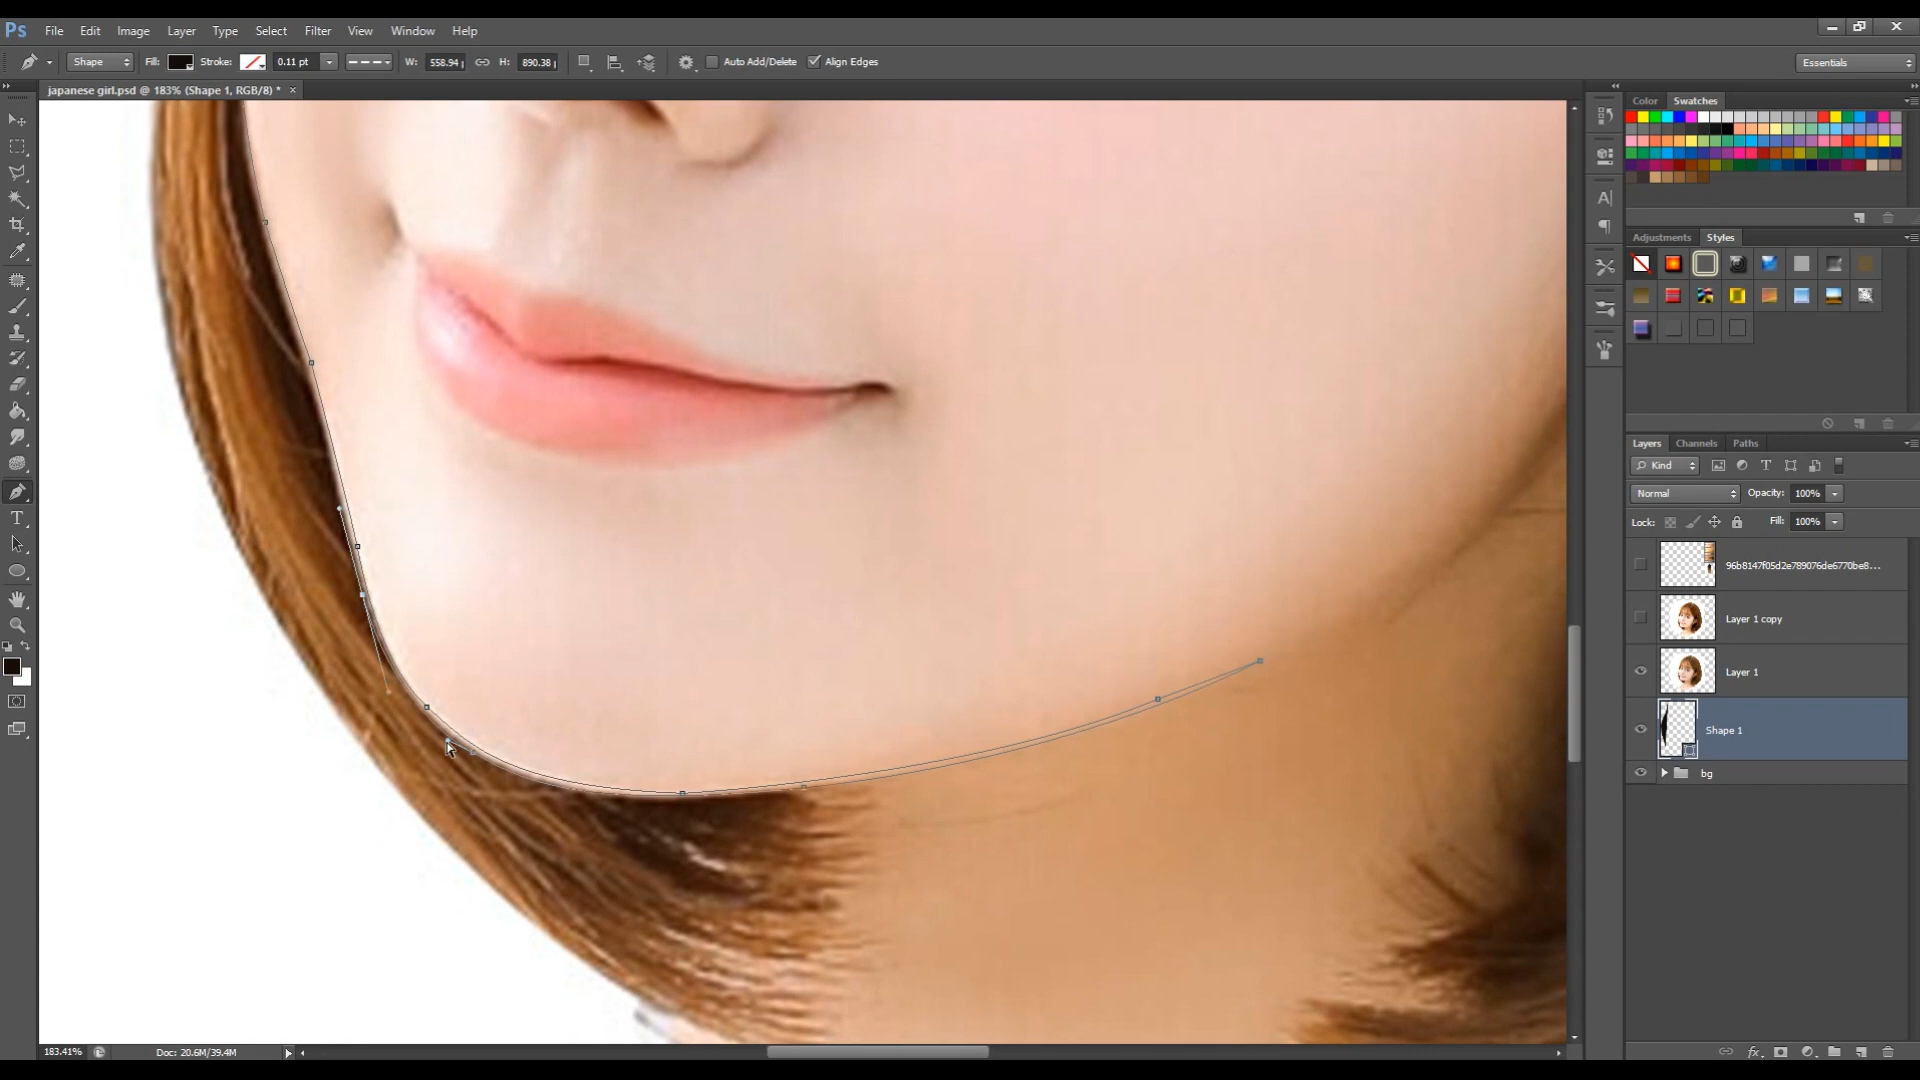 Ps File Edit Image Layer Type Select Filter View Window Help
Shape Fill: Stroke: 0.11 pt W: 558.94 H: 890.38 Auto Add/Delete Align Edges Essentials
japanese girl.psd @ 183% (Shape 1, RGB/8) *
Color Swatches
Adjustments Styles
Layers Channels Paths
Kind
Normal Opacity: 100%
Lock: Fill: 100%
96b8147f05d2e789076de6770be8...
Layer 1 copy
Layer 1
Shape 1
bg
183.41% Doc: 20.6M/39.4M